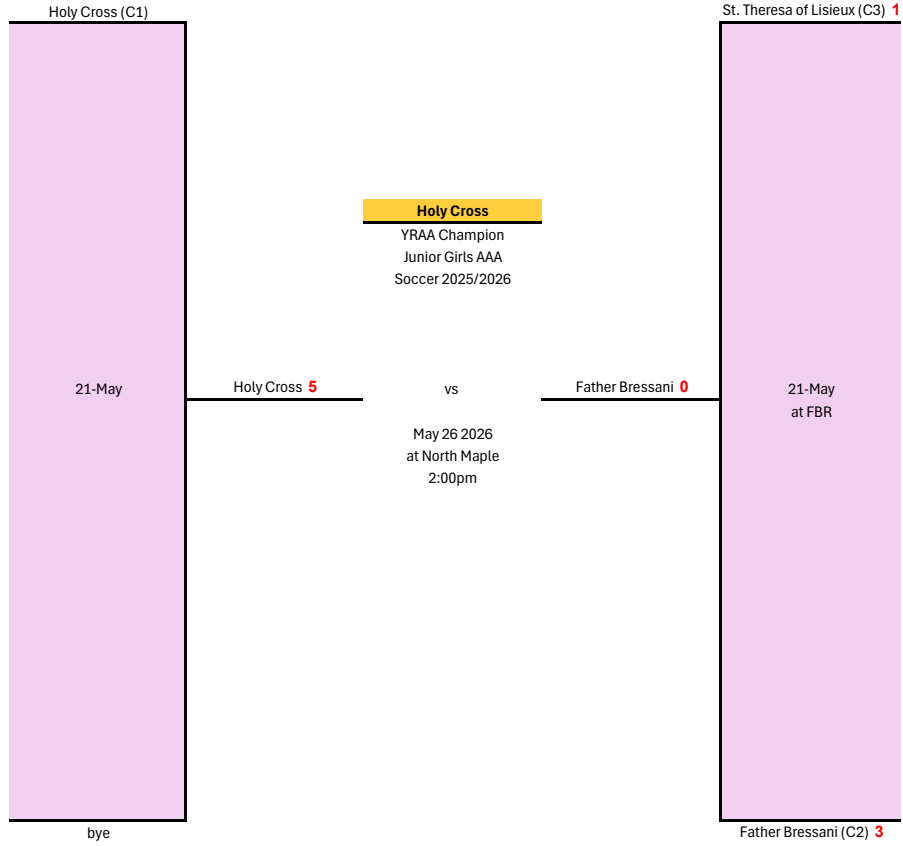 Holy Cross (C1)
St. Theresa of Lisieux (C3) 1
Holy Cross
YRAA Champion
Junior Girls AAA
Soccer 2025/2026
21-May
Holy Cross 5
vs
Father Bressani 0
21-May
at FBR
May 26 2026
at North Maple
2:00pm
bye
Father Bressani (C2) 3